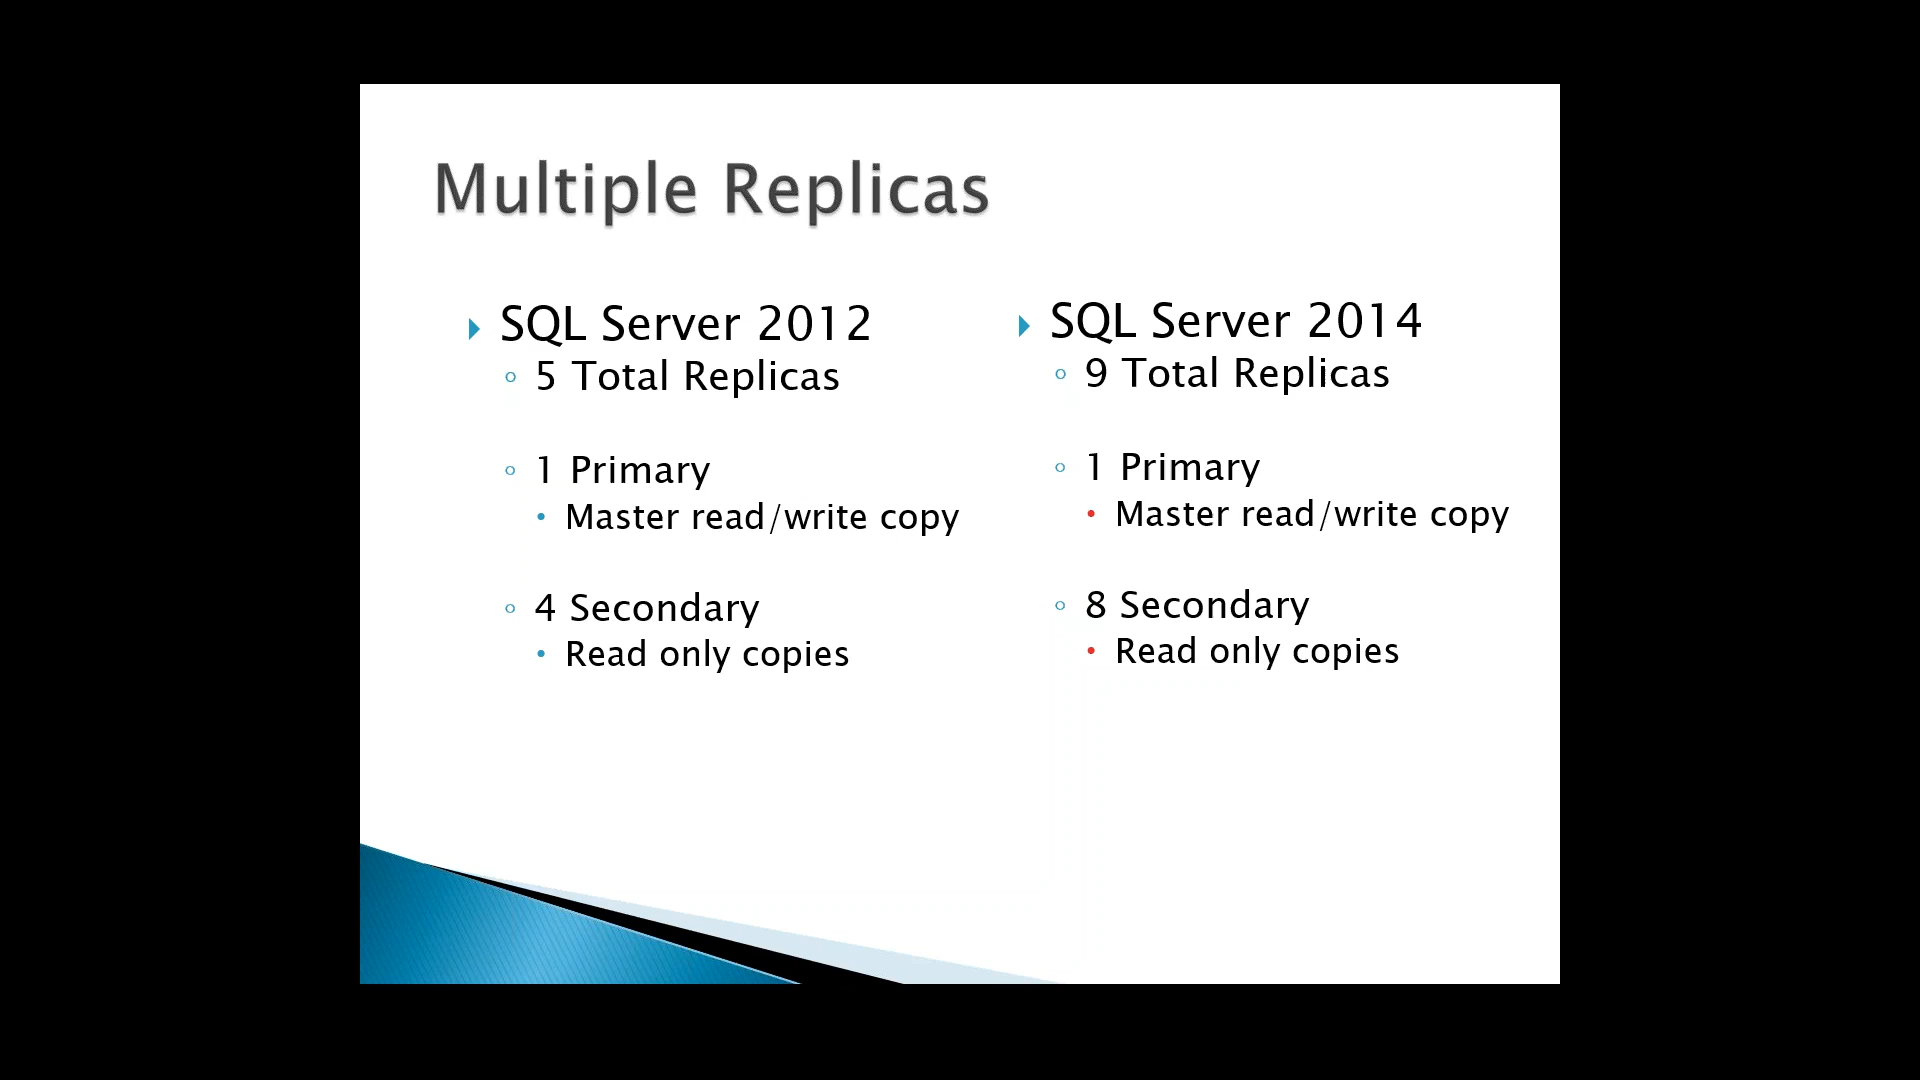 Multiple Replicas
SQL Server 2012
5 Total Replicas
1 Primary
Master read/write copy
4 Secondary
Read only copies
SQL Server 2014
9 Total Replicas
1 Primary
Master read/write copy
8 Secondary
Read only copies